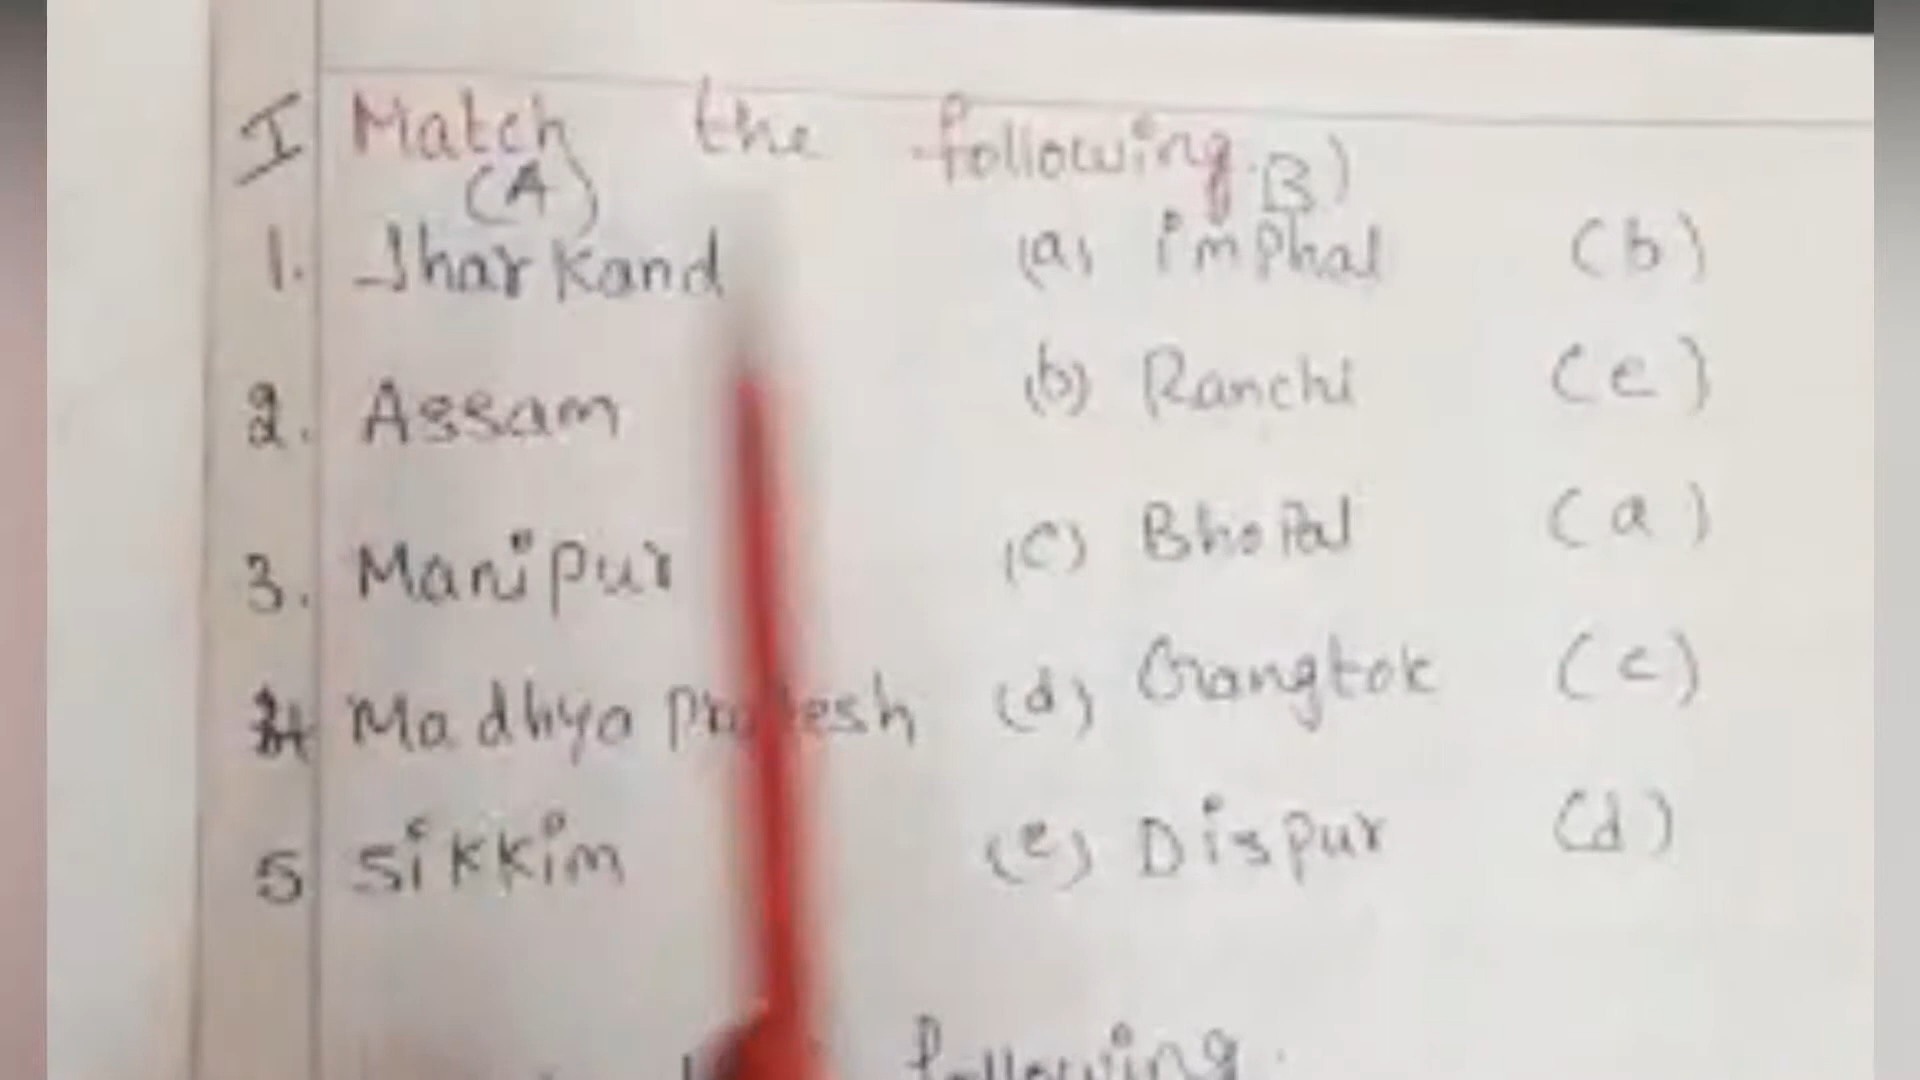 I Match the following.
(A) B)
1. Jharkand (a) imphal (b)
2. Assam (b) Ranchi (e)
3. Manipur (c) Bhopal (a)
4 Madhya Pradesh (d) Gangtok (c)
5 Sikkim (e) Dispur (d)
following.